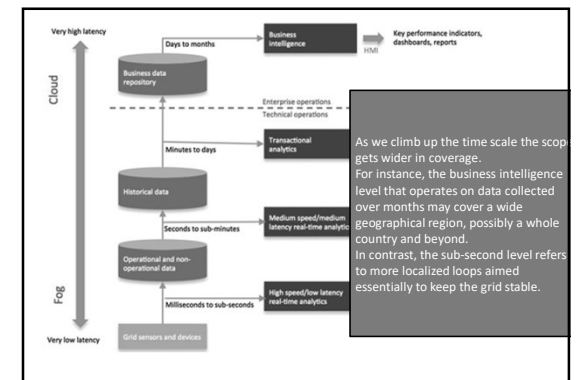 Very high latency
Cloud
Days to months
Business
intelligence
Key performance indicators,
dashboards, reports
HMI
Business data
repository
Enterprise operations
Technical operations
Minutes to days
Transactional
analytics
As we climb up the time scale the scope
gets wider in coverage.
For instance, the business intelligence
level that operates on data collected
over months may cover a wide
geographical region, possibly a whole
country and beyond.
In contrast, the sub-second level refers
to more localized loops aimed
essentially to keep the grid stable.
Historical data
Seconds to sub-minutes
Medium speed/medium
latency real-time analytic
Operational and non-
operational data
Fog
Milliseconds to sub-seconds
High speed/low latency
real-time analytics
Very low latency
Grid sensors and devices